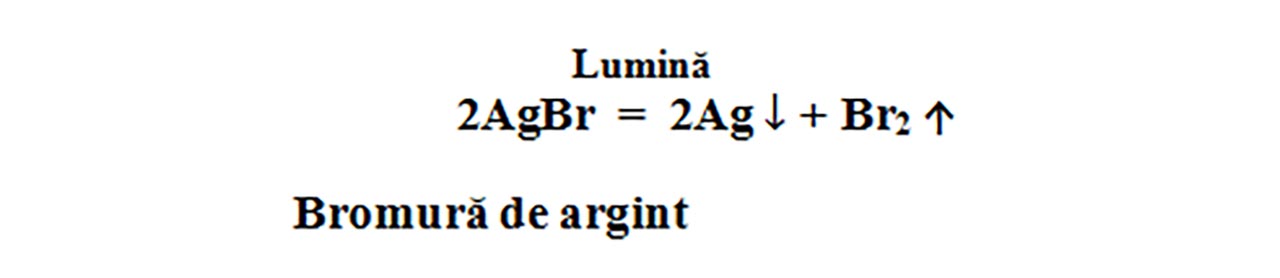 Lumină
2AgBr = 2Ag↓ + Br₂ ↑
Bromură de argint